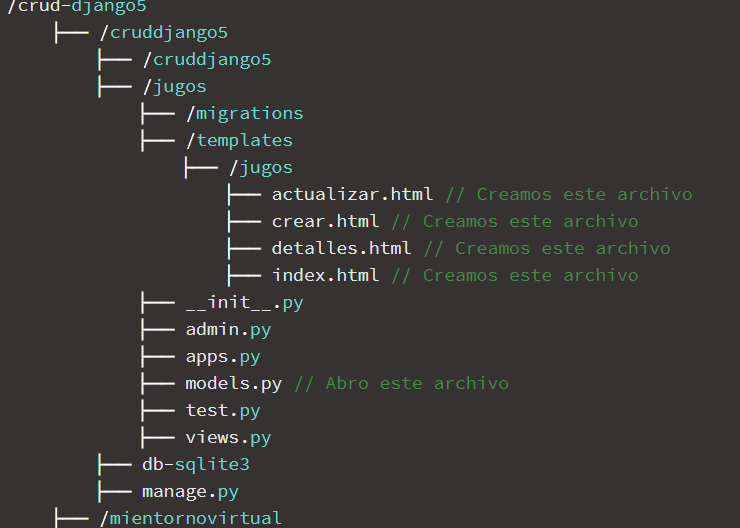 /crud-django5
├── /cruddjango5
├── /cruddjango5
├── /jugos
├── /migrations
├── /templates
├── /jugos
├── actualizar.html // Creamos este archivo
├── crear.html // Creamos este archivo
├── detalles.html // Creamos este archivo
├── index.html // Creamos este archivo
├── __init__.py
├── admin.py
├── apps.py
├── models.py // Abro este archivo
├── test.py
├── views.py
├── db-sqlite3
├── manage.py
├── /mientornovirtual